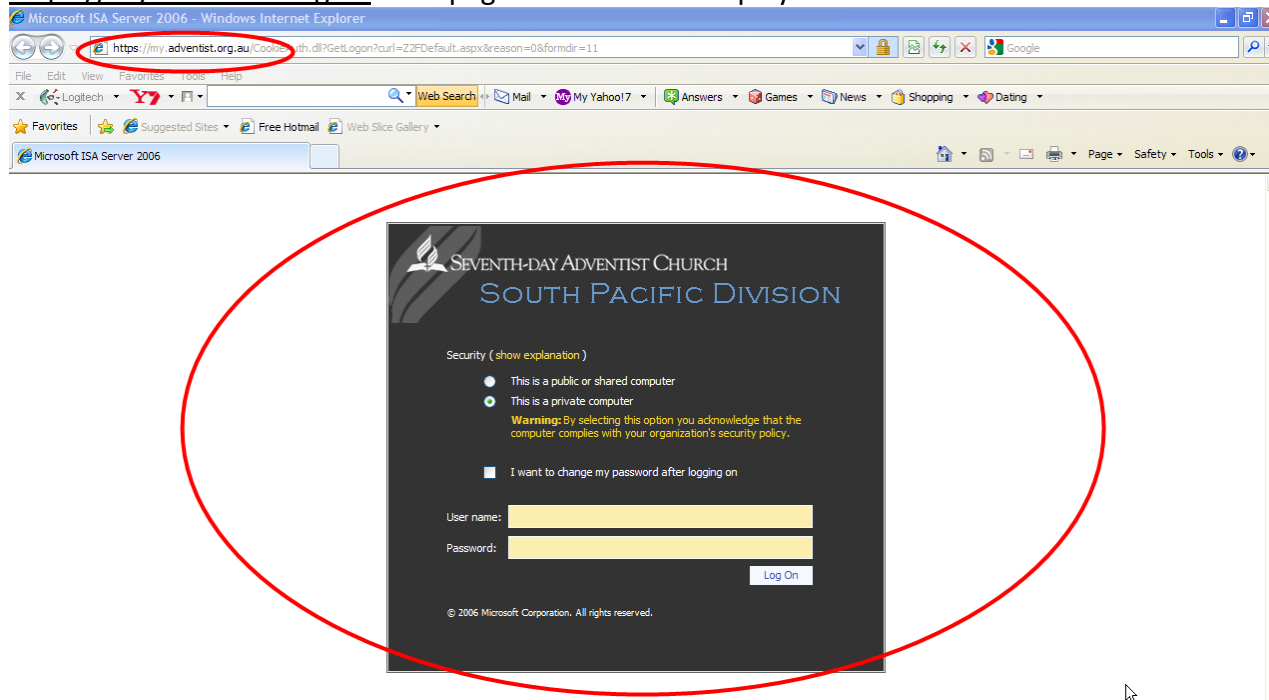 Microsoft ISA Server 2006 - Windows Internet Explorer
https://my.adventist.org.au/CookieAuth.dll?GetLogon?curl=Z2FDefault.aspx&reason=0&formdir=11
Google
File Edit View Favorites Tools Help
X Logitech Y7 Web Search Mail My Yahoo!7 Answers Games News Shopping Dating
Favorites Suggested Sites Free Hotmail Web Slice Gallery
Microsoft ISA Server 2006
Page Safety Tools
SEVENTH-DAY ADVENTIST CHURCH
SOUTH PACIFIC DIVISION
Security ( show explanation )
This is a public or shared computer
This is a private computer
Warning: By selecting this option you acknowledge that the
computer complies with your organization's security policy.
I want to change my password after logging on
User name:
Password:
Log On
© 2006 Microsoft Corporation. All rights reserved.